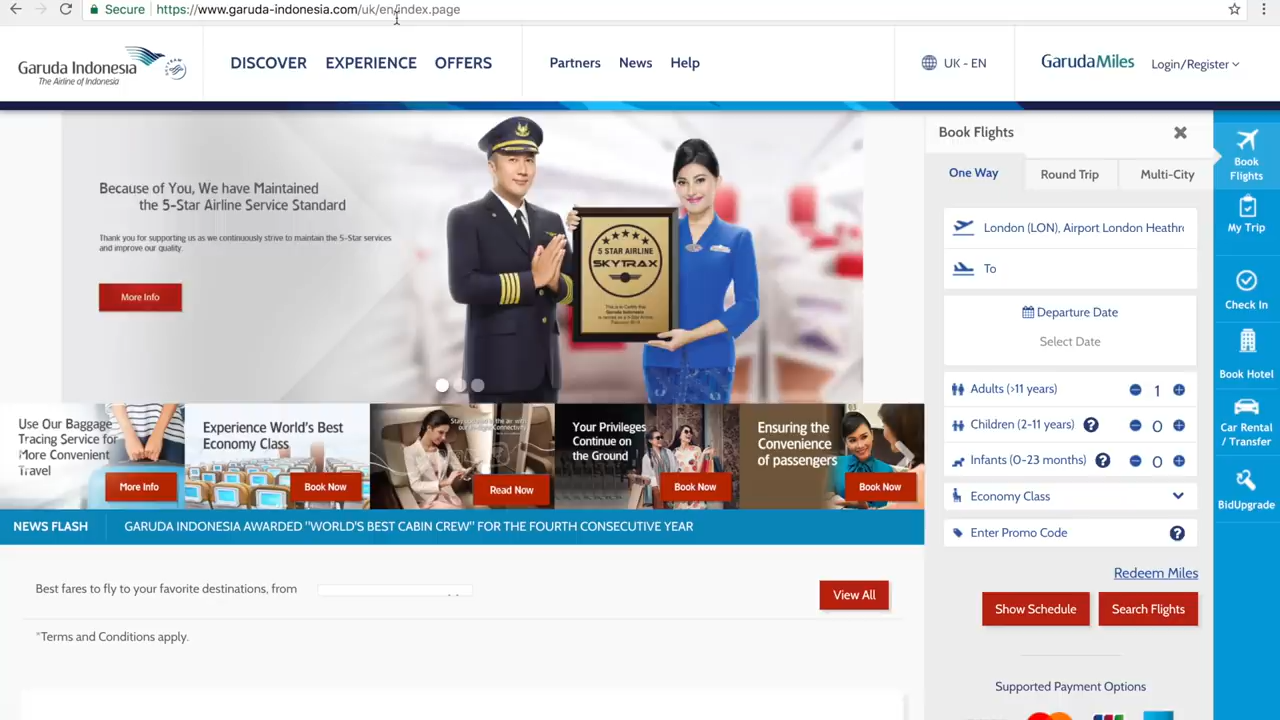 Secure https://www.garuda-indonesia.com/uk/en/index.page
Garuda Indonesia
The Airline of Indonesia
DISCOVER EXPERIENCE OFFERS
Partners News Help
UK - EN
GarudaMiles
Login/Register
Because of You, We have Maintained
the 5-Star Airline Service Standard
Thank you for supporting us as we continuously strive to maintain the 5-Star services
and improve our quality.
More Info
5 STAR AIRLINE
SKYTRAX
Use Our Baggage
Tracing Service for
More Convenient
Travel
More Info
Experience World's Best
Economy Class
Book Now
Read Now
Your Privileges
Continue on
the Ground
Book Now
Ensuring the
Convenience
of passengers
Book Now
NEWS FLASH
GARUDA INDONESIA AWARDED "WORLD'S BEST CABIN CREW" FOR THE FOURTH CONSECUTIVE YEAR
Best fares to fly to your favorite destinations, from
View All
*Terms and Conditions apply.
Book Flights
One Way
Round Trip
Multi-City
London (LON), Airport London Heathr
To
Departure Date
Select Date
Adults (>11 years) 1
Children (2-11 years) ? 0
Infants (0-23 months) ? 0
Economy Class
Enter Promo Code ?
Redeem Miles
Show Schedule
Search Flights
Supported Payment Options
Book
Flights
My Trip
Check In
Book Hotel
Car Rental
/ Transfer
BidUpgrade